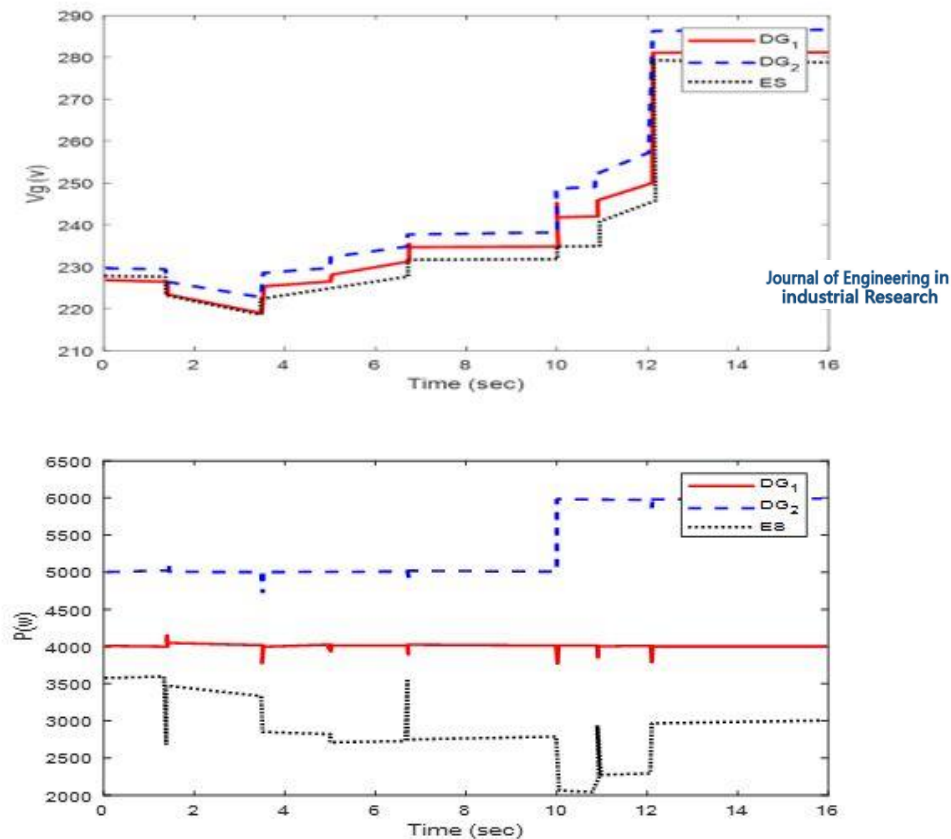 290
280
270
260
250
240
230
220
210
Vg (v)
DG1
DG2
ES
0 2 4 6 8 10 12 14 16
Time (sec)
Journal of Engineering in
industrial Research
6500
6000
5500
5000
4500
4000
3500
3000
2500
2000
P(w)
DG1
DG2
ES
0 2 4 6 8 10 12 14 16
Time (sec)